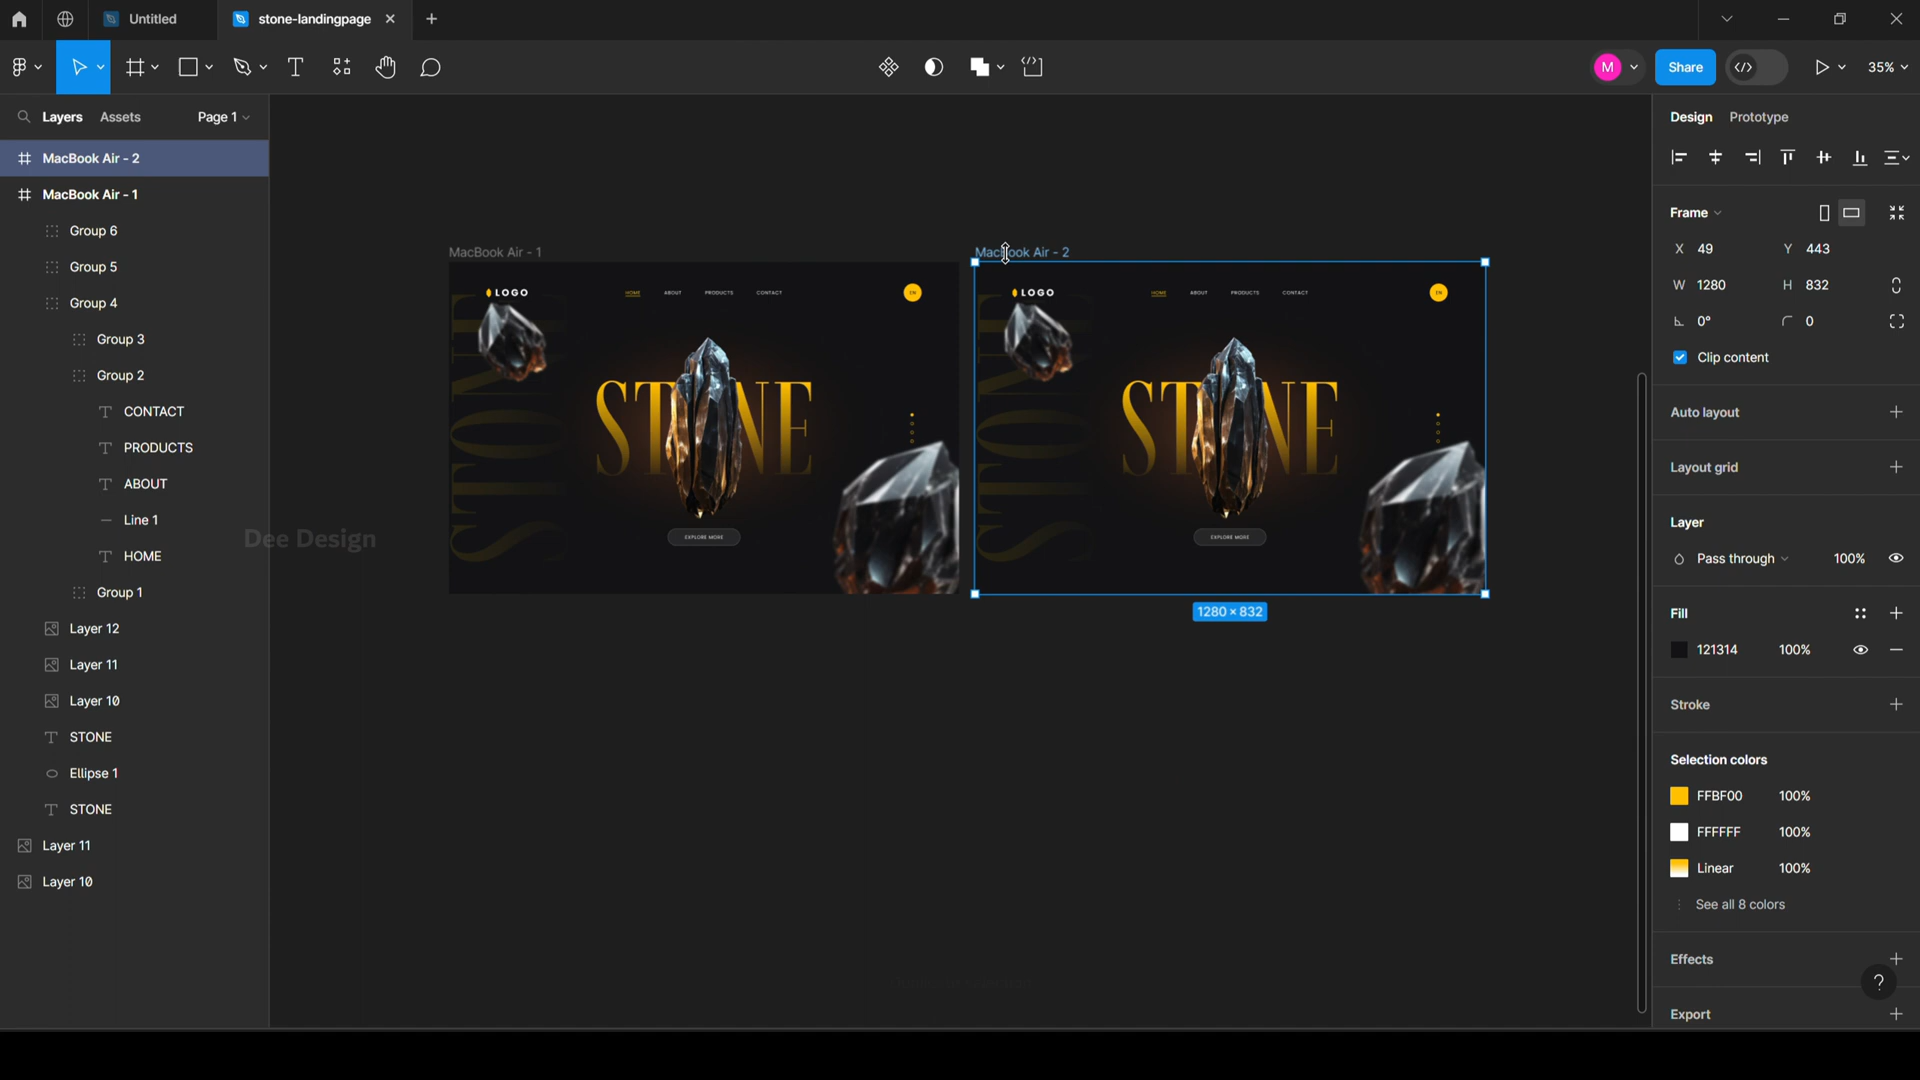 Untitled
stone-landingpage
M
Share
35%
Layers
Assets
Page 1
MacBook Air - 2
MacBook Air - 1
Group 6
Group 5
Group 4
Group 3
Group 2
CONTACT
PRODUCTS
ABOUT
Line 1
HOME
Group 1
Layer 12
Layer 11
Layer 10
STONE
Ellipse 1
STONE
Layer 11
Layer 10
Dee Design
MacBook Air - 1
LOGO
HOME
ABOUT
PRODUCTS
CONTACT
EN
STONE
STONE
EXPLORE MORE
MacBook Air - 2
LOGO
HOME
ABOUT
PRODUCTS
CONTACT
EN
STONE
STONE
EXPLORE MORE
1280 × 832
Design
Prototype
Frame
X 49
Y 443
W 1280
H 832
0°
0
Clip content
Auto layout
Layout grid
Layer
Pass through
100%
Fill
121314
100%
Stroke
Selection colors
FFBF00
100%
FFFFFF
100%
Linear
100%
See all 8 colors
Effects
?
Export